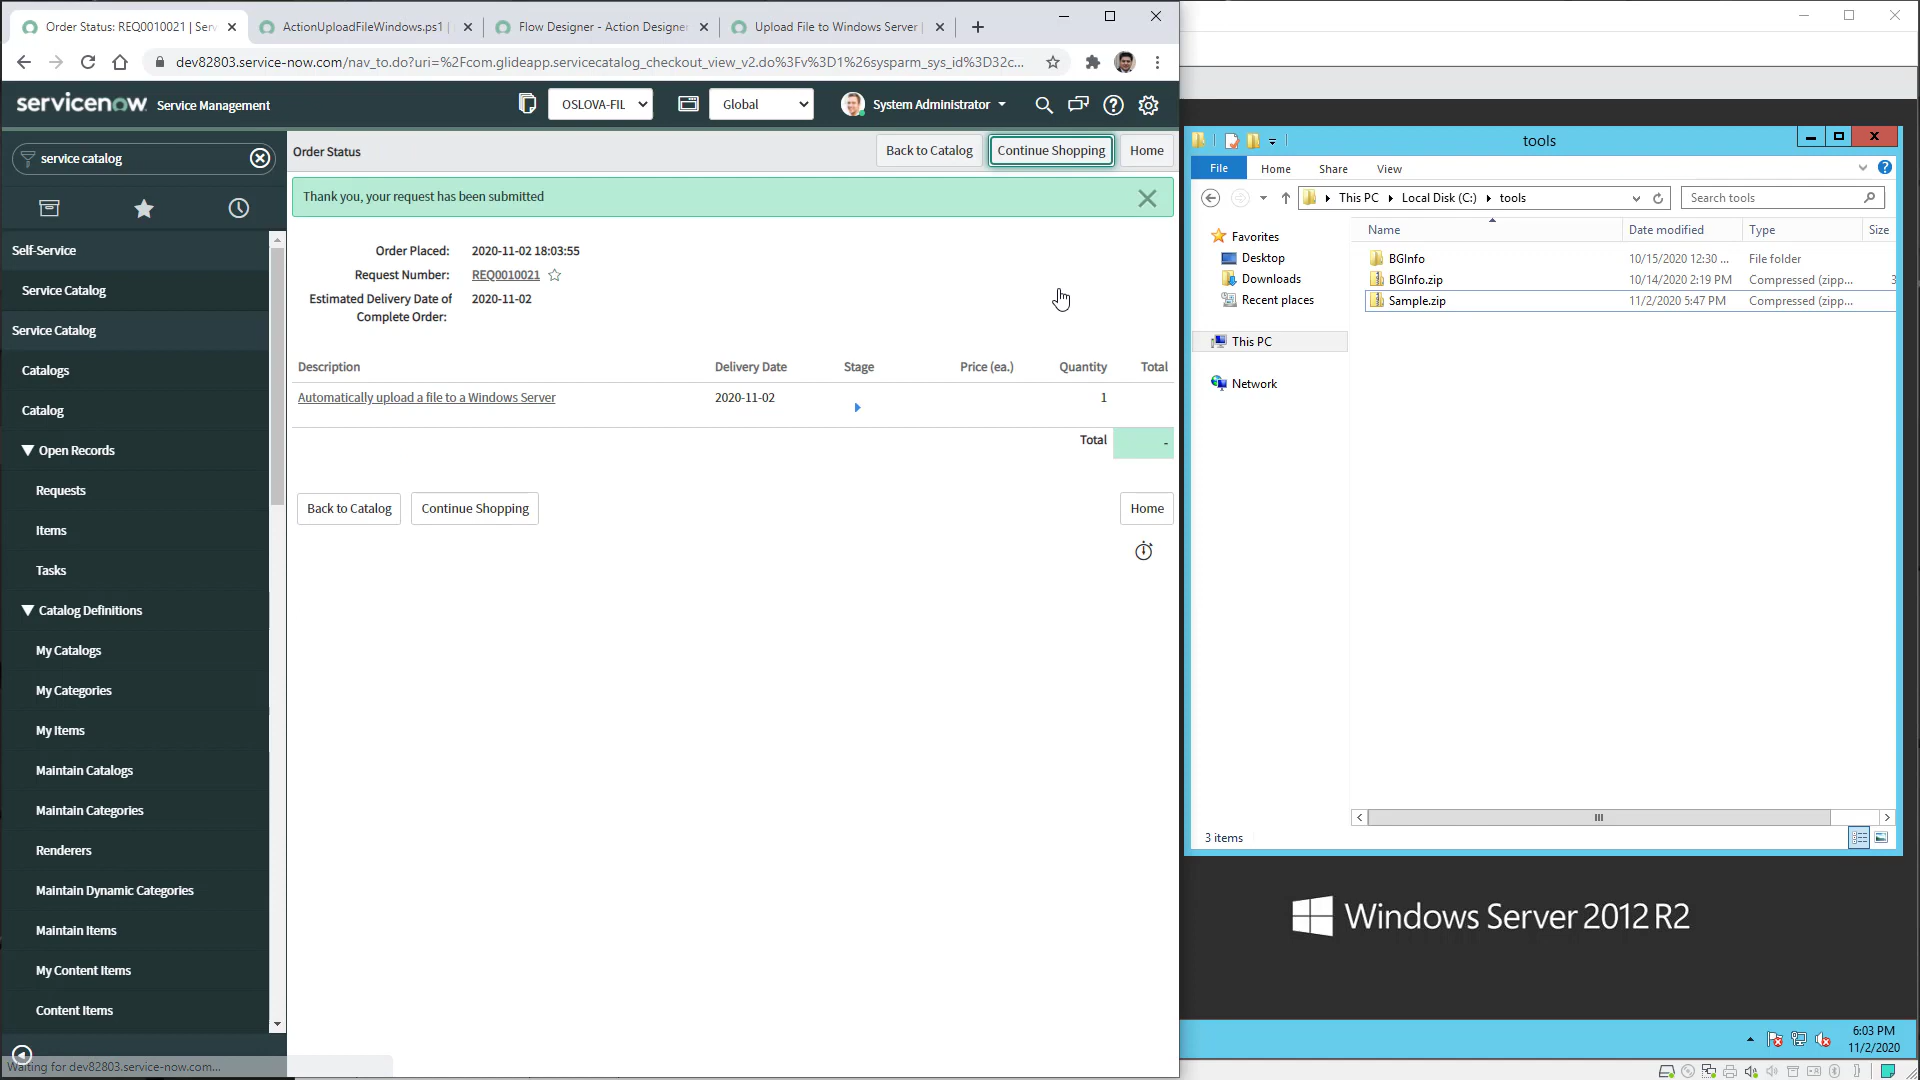 Order Status: REQ0010021 | Serv
ActionUploadFileWindows.ps1 |
Flow Designer - Action Designer
Upload File to Windows Server |
dev82803.service-now.com/nav_to.do?uri=%2Fcom.glideapp.servicecatalog_checkout_view_v2.do%3Fv%3D1%26sysparm_sys_id%3D32c...
servicenow Service Management
OSLOVA-FIL
Global
System Administrator
service catalog
Self-Service
Service Catalog
Service Catalog
Catalogs
Catalog
Open Records
Requests
Items
Tasks
Catalog Definitions
My Catalogs
My Categories
My Items
Maintain Catalogs
Maintain Categories
Renderers
Maintain Dynamic Categories
Maintain Items
My Content Items
Content Items
Waiting for dev82803.service-now.com...
Order Status
Back to Catalog
Continue Shopping
Home
Thank you, your request has been submitted
Order Placed: 2020-11-02 18:03:55
Request Number: REQ0010021
Estimated Delivery Date of 2020-11-02
Complete Order:
Description Delivery Date Stage Price (ea.) Quantity Total
Automatically upload a file to a Windows Server 2020-11-02 1
Total -
Back to Catalog
Continue Shopping
Home
tools
File Home Share View
This PC Local Disk (C:) tools
Search tools
Name Date modified Type Size
BGInfo 10/15/2020 12:30 ... File folder
BGInfo.zip 10/14/2020 2:19 PM Compressed (zipp... 3
Sample.zip 11/2/2020 5:47 PM Compressed (zipp...
Favorites
Desktop
Downloads
Recent places
This PC
Network
3 items
Windows Server 2012 R2
6:03 PM
11/2/2020